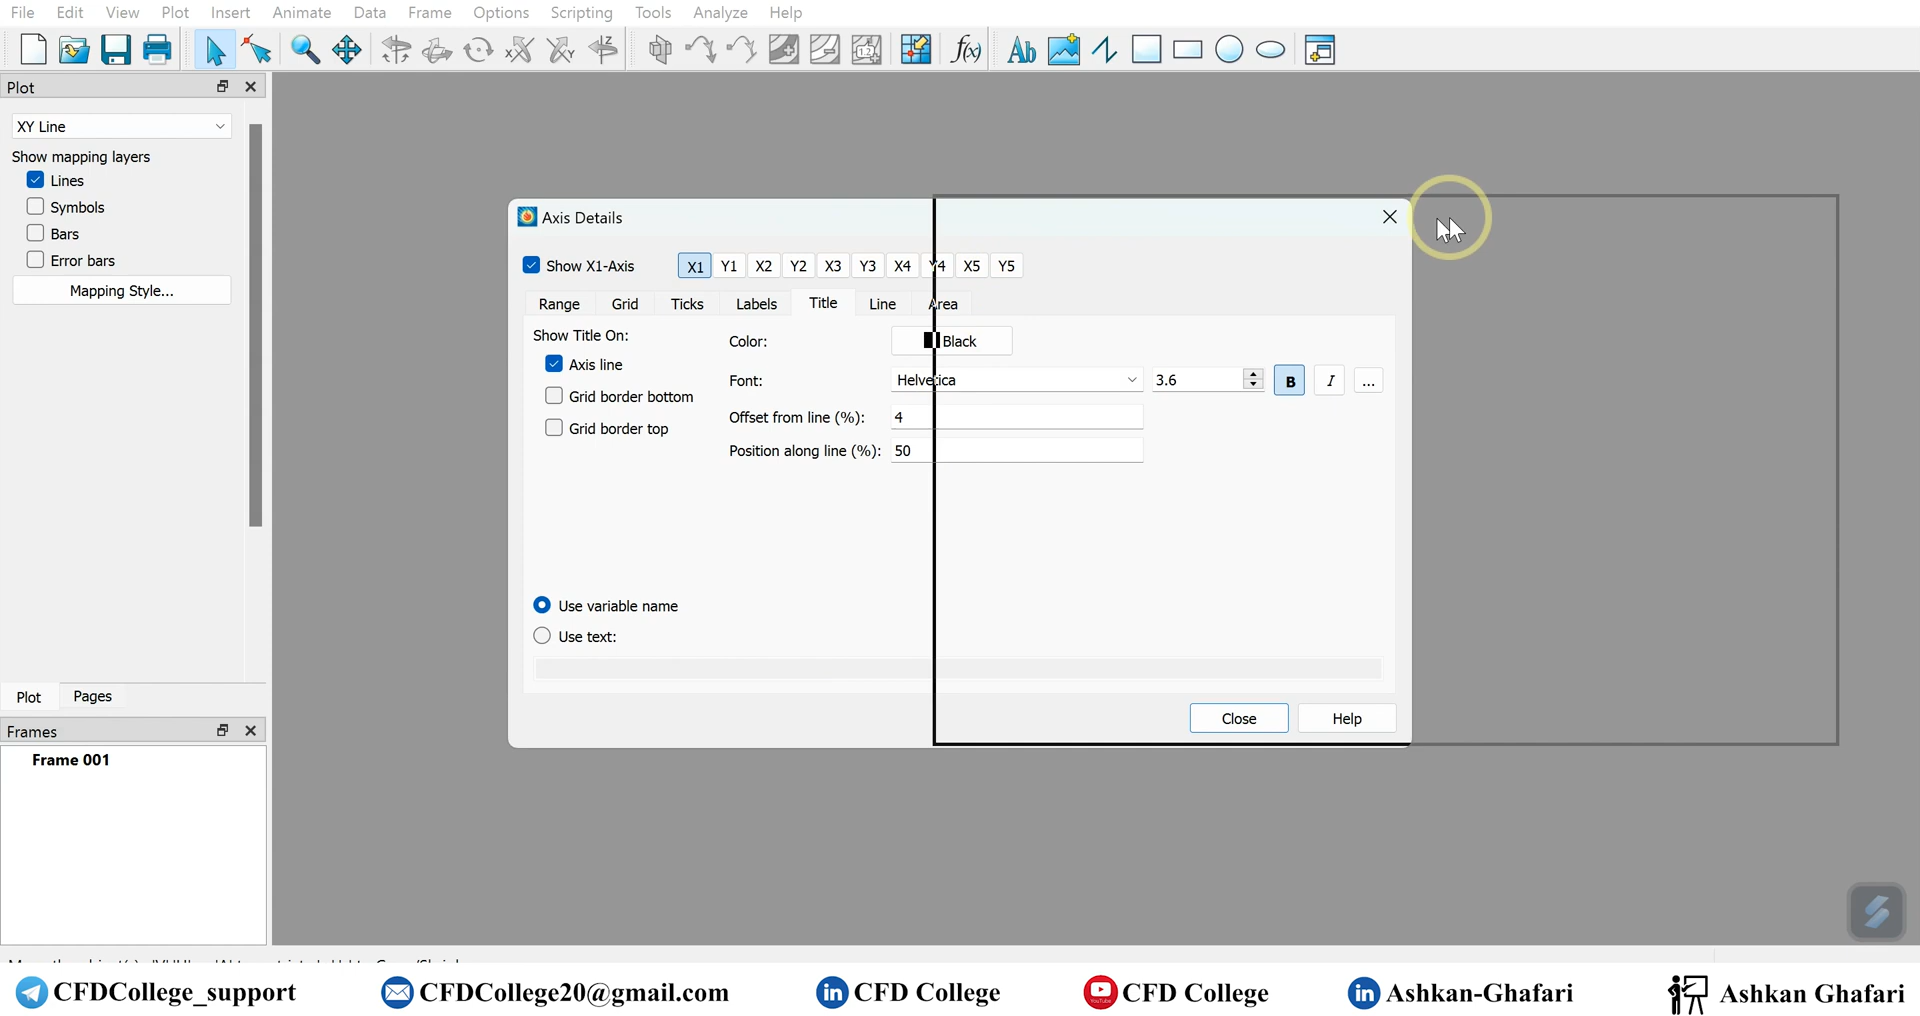 File Edit View Plot Insert Animate Data Frame Options Scripting Tools Analyze Help
Plot
XY Line
Show mapping layers
Lines
Symbols
Bars
Error bars
Mapping Style...
Plot Pages
Frames
Frame 001
Axis Details
Show X1-Axis X1 Y1 X2 Y2 X3 Y3 X4 Y4 X5 Y5
Range Grid Ticks Labels Title Line Area
Show Title On:
Axis line
Grid border bottom
Grid border top
Color: Black
Font: Helvetica 3.6 B I ...
Offset from line (%): 4
Position along line (%): 50
Use variable name
Use text:
Close Help
CFDCollege_support CFDCollege20@gmail.com CFD College CFD College Ashkan-Ghafari Ashkan Ghafari